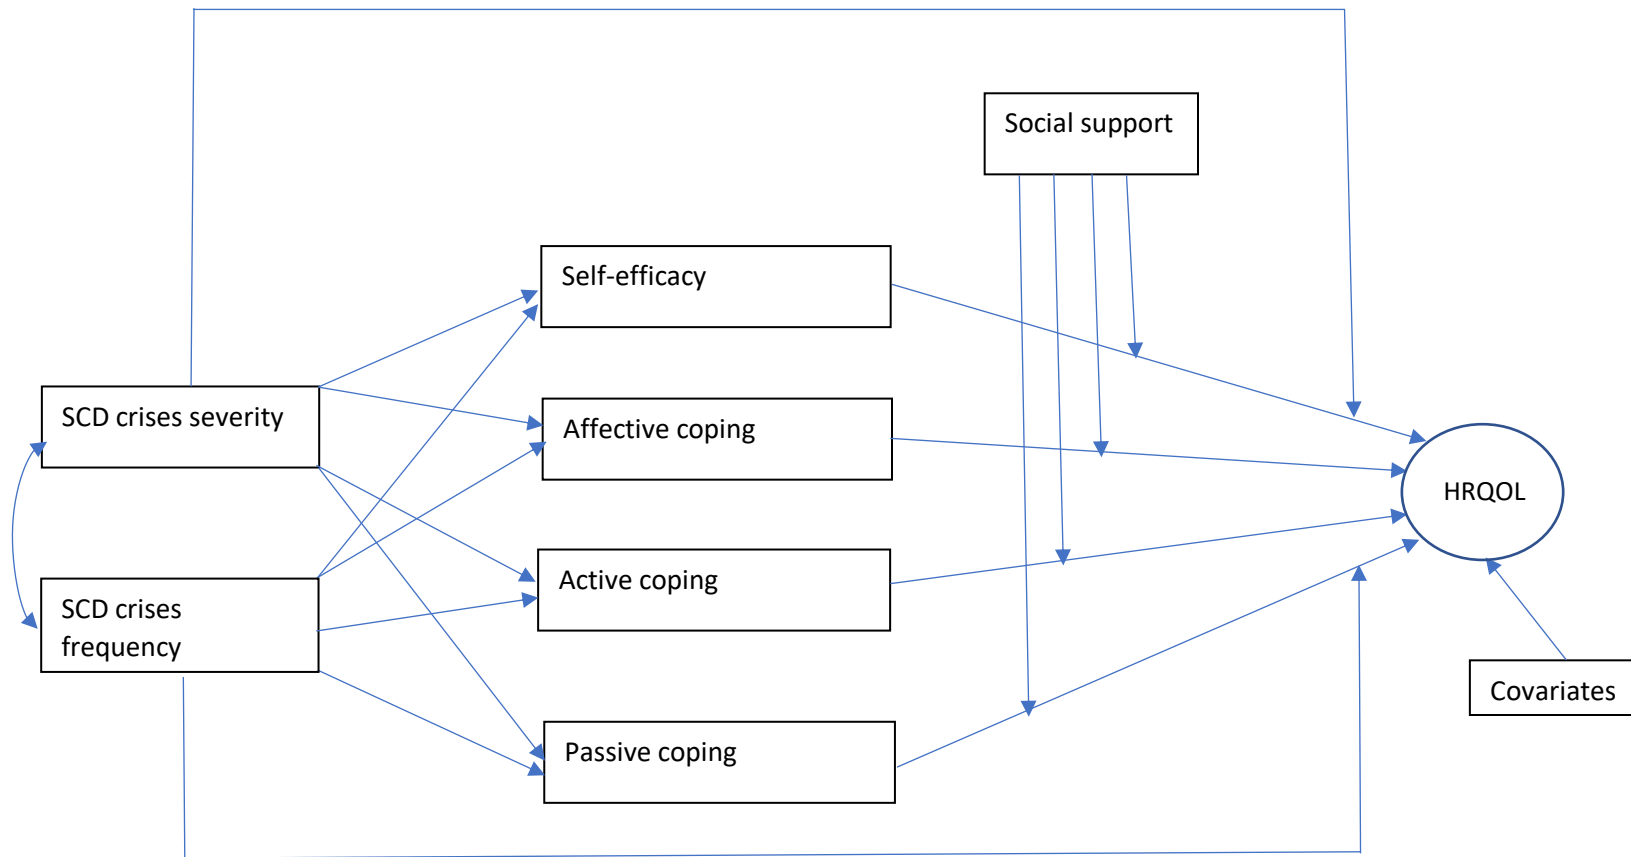 Social support
Self-efficacy
SCD crises severity
Affective coping
HRQOL
Active coping
SCD crises
frequency
Covariates
Passive coping